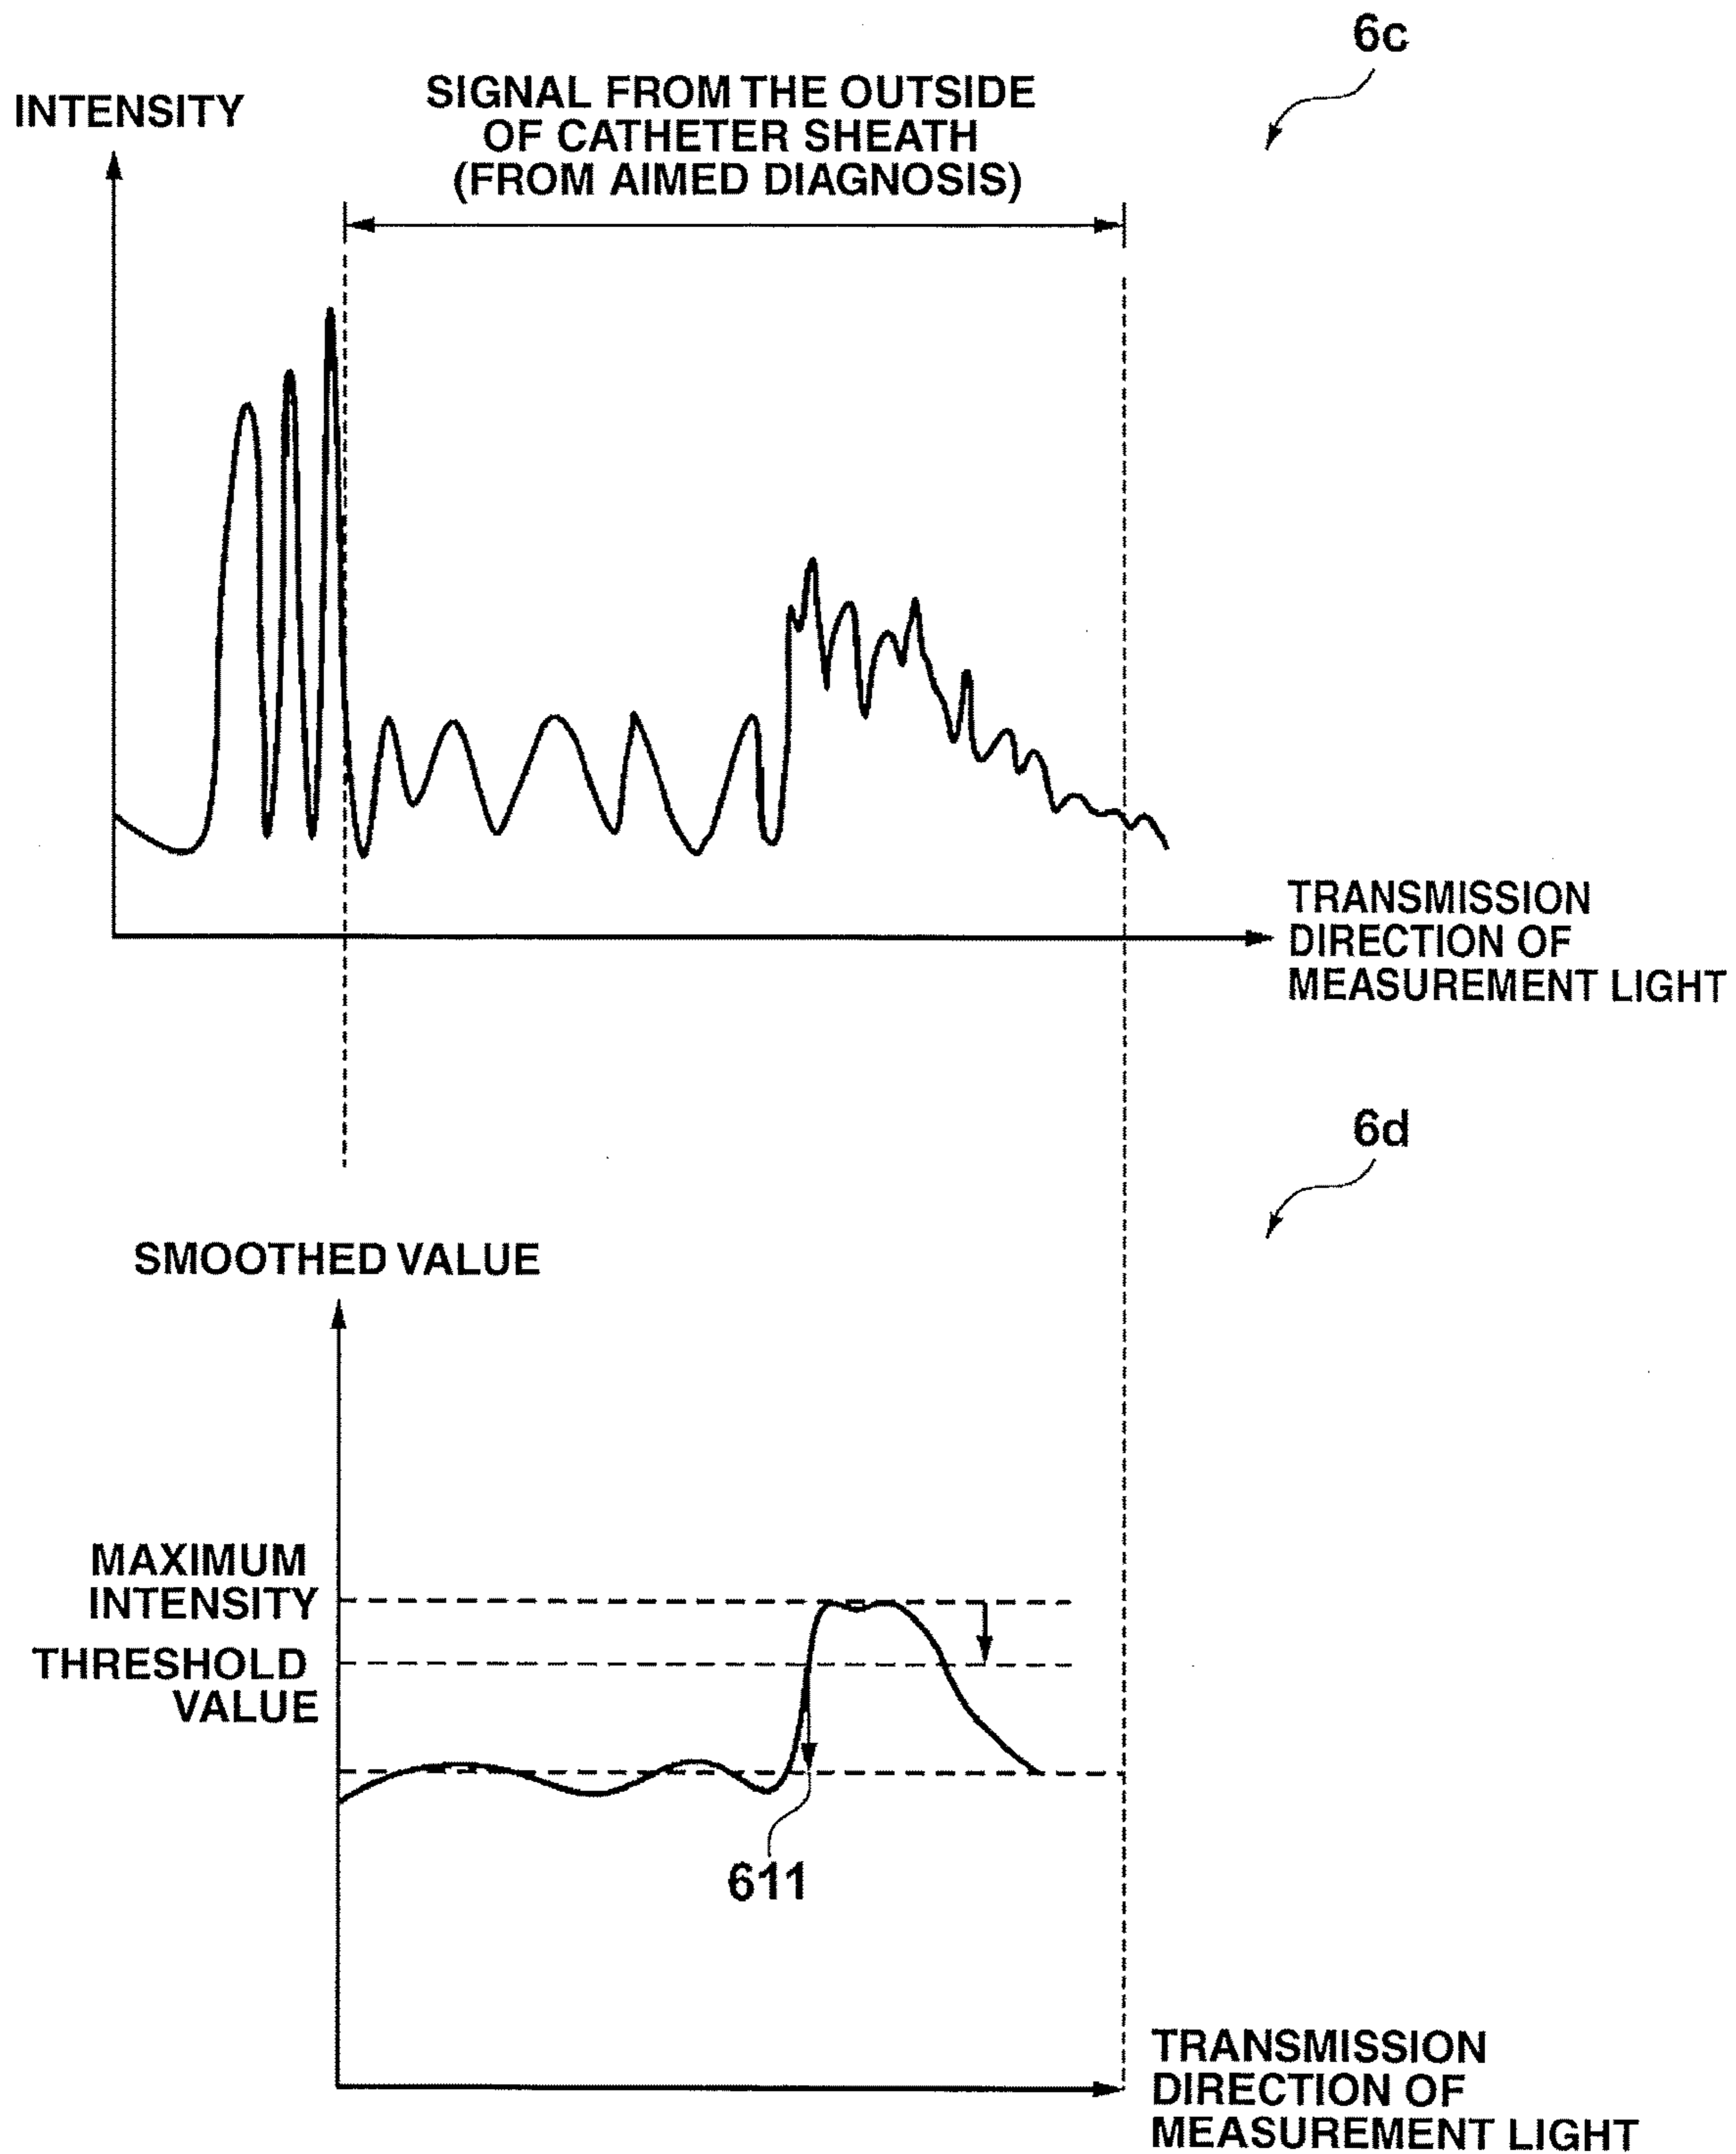 6c
INTENSITY
SIGNAL FROM THE OUTSIDE
OF CATHETER SHEATH
(FROM AIMED DIAGNOSIS)
TRANSMISSION
DIRECTION OF
MEASUREMENT LIGHT
6d
SMOOTHED VALUE
MAXIMUM
INTENSITY
THRESHOLD
VALUE
611
TRANSMISSION
DIRECTION OF
MEASUREMENT LIGHT